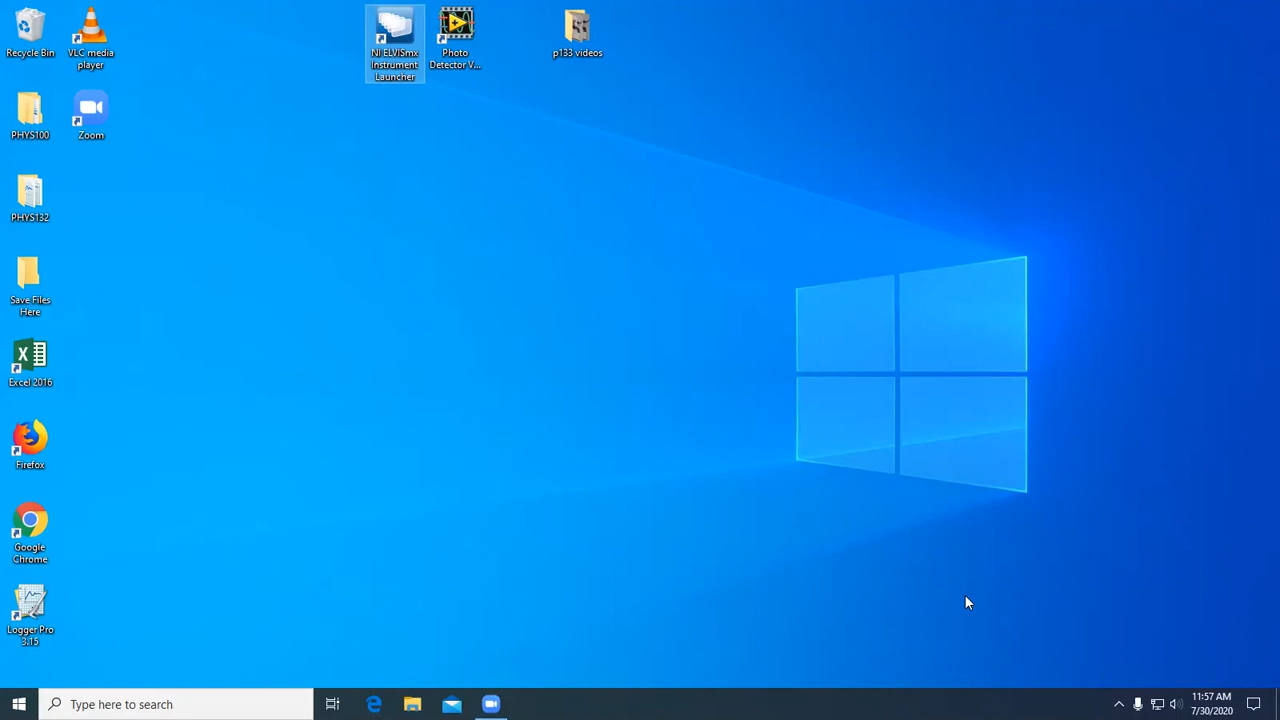 Recycle Bin
VLC media
player
NI ELVISmx
Instrument
Launcher
Photo
Detector V...
p133 videos
PHYS100
Zoom
PHYS132
Save Files
Here
Excel 2016
Firefox
Google
Chrome
Logger Pro
3.15
Type here to search
11:57 AM
7/30/2020